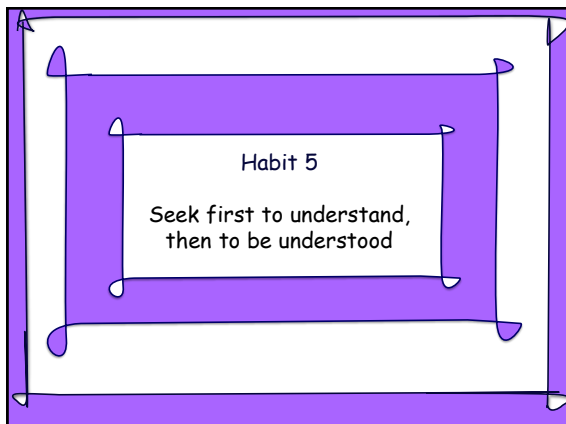 Habit 5
Seek first to understand,
then to be understood